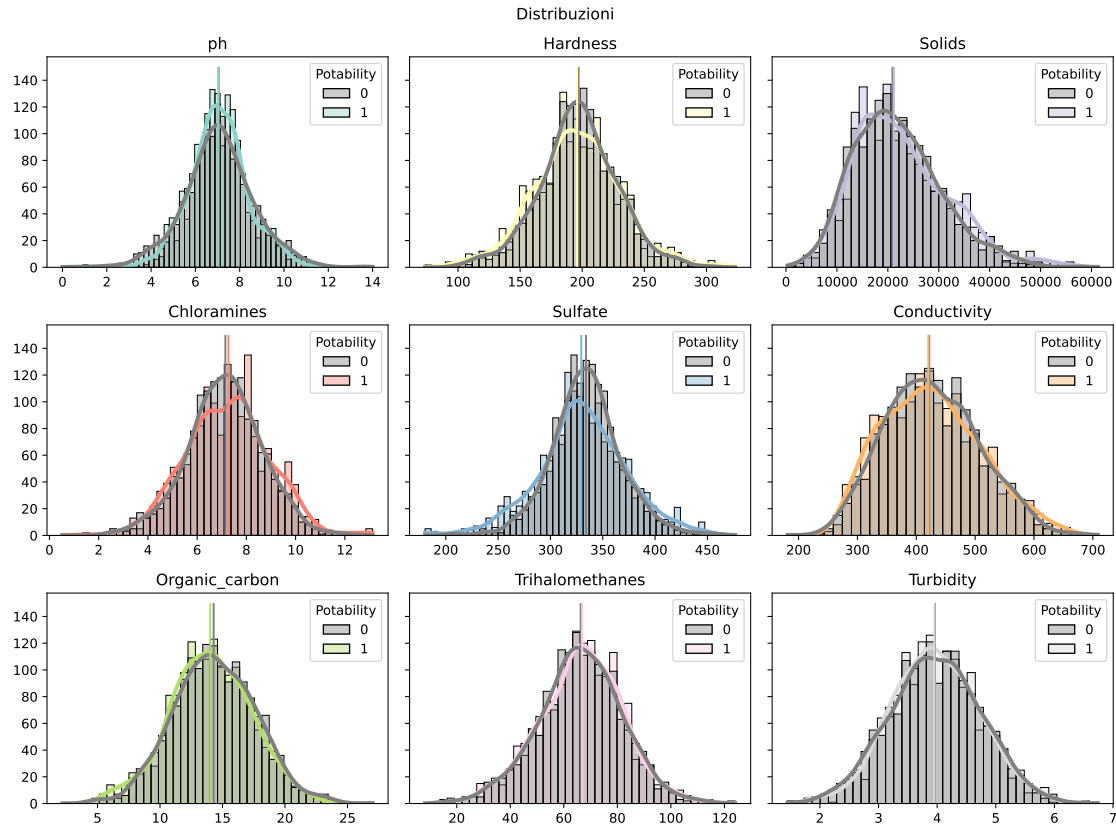 Distribuzioni
ph Hardness Solids
Potability
0
1
Potability
0
1
Potability
0
1
140
120
100
80
60
40
20
0
0 2 4 6 8 10 12 14
100 150 200 250 300
0 10000 20000 30000 40000 50000 60000
Chloramines Sulfate Conductivity
Potability
0
1
Potability
0
1
Potability
0
1
140
120
100
80
60
40
20
0
0 2 4 6 8 10 12
200 250 300 350 400 450
200 300 400 500 600 700
Organic_carbon Trihalomethanes Turbidity
Potability
0
1
Potability
0
1
Potability
0
1
140
120
100
80
60
40
20
0
5 10 15 20 25
20 40 60 80 100 120
2 3 4 5 6 7